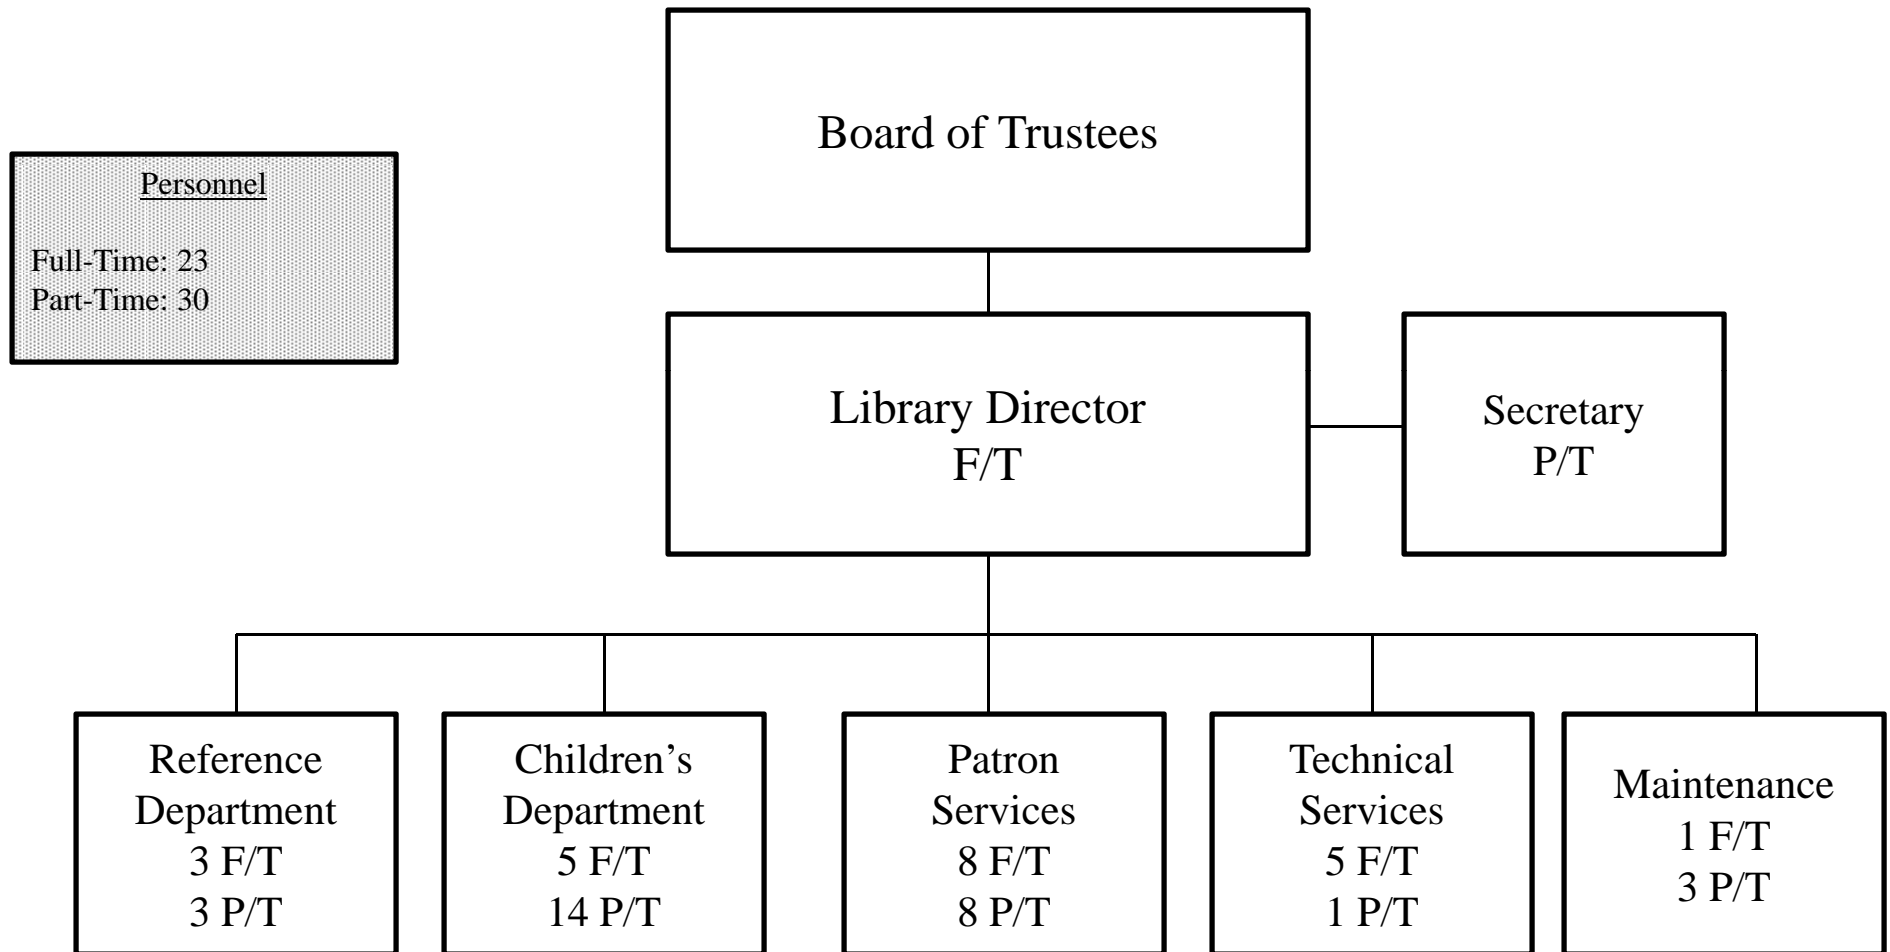 Board of Trustees
Personnel
Full-Time: 23
Part-Time: 30
Library Director
F/T
Secretary
P/T
Reference
Department
3 F/T
3 P/T
Children’s
Department
5 F/T
14 P/T
Patron
Services
8 F/T
8 P/T
Technical
Services
5 F/T
1 P/T
Maintenance
1 F/T
3 P/T